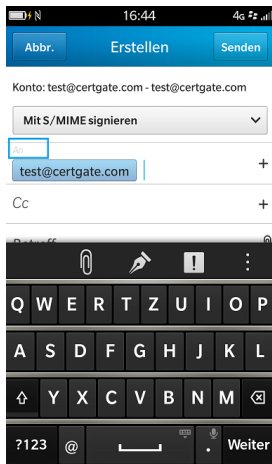 16:44 4G
Abbr. Erstellen Senden
Konto: test@certgate.com - test@certgate.com
Mit S/MIME signieren
An
test@certgate.com +
Cc +
Betreff
Q W E R T Z U I O P
A S D F G H J K L
Y X C V B N M
?123 @ . Weiter